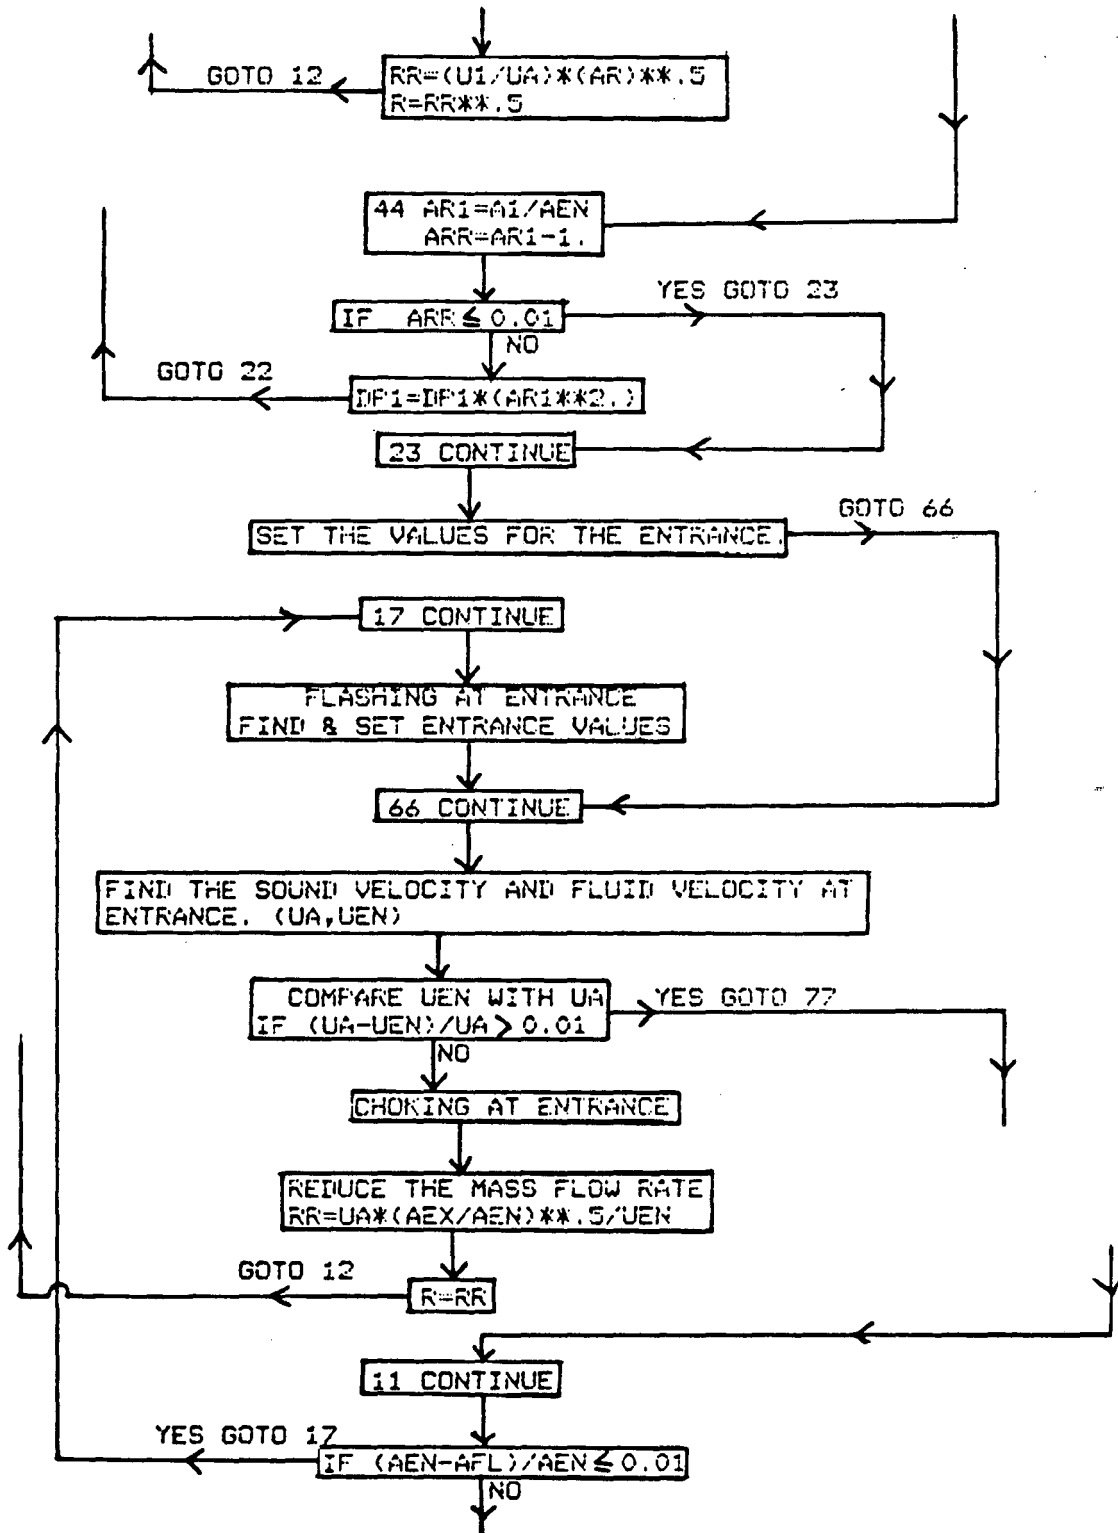 GOTO 12
RR=(U1/UA)*(AR)**.5
R=RR**.5
44 AR1=A1/AEN
ARR=AR1-1.
YES GOTO 23
IF ARR ≦ 0.01
NO
GOTO 22
DP1=DP1*(AR1**2.)
23 CONTINUE
GOTO 66
SET THE VALUES FOR THE ENTRANCE.
17 CONTINUE
FLASHING AT ENTRANCE
FIND & SET ENTRANCE VALUES
66 CONTINUE
FIND THE SOUND VELOCITY AND FLUID VELOCITY AT
ENTRANCE. (UA,UEN)
COMPARE UEN WITH UA
YES GOTO 77
IF (UA-UEN)/UA > 0.01
NO
CHOKING AT ENTRANCE
REDUCE THE MASS FLOW RATE
RR=UA*(AEX/AEN)**.5/UEN
GOTO 12
R=RR
11 CONTINUE
YES GOTO 17
IF (AEN-AFL)/AEN ≦ 0.01
NO